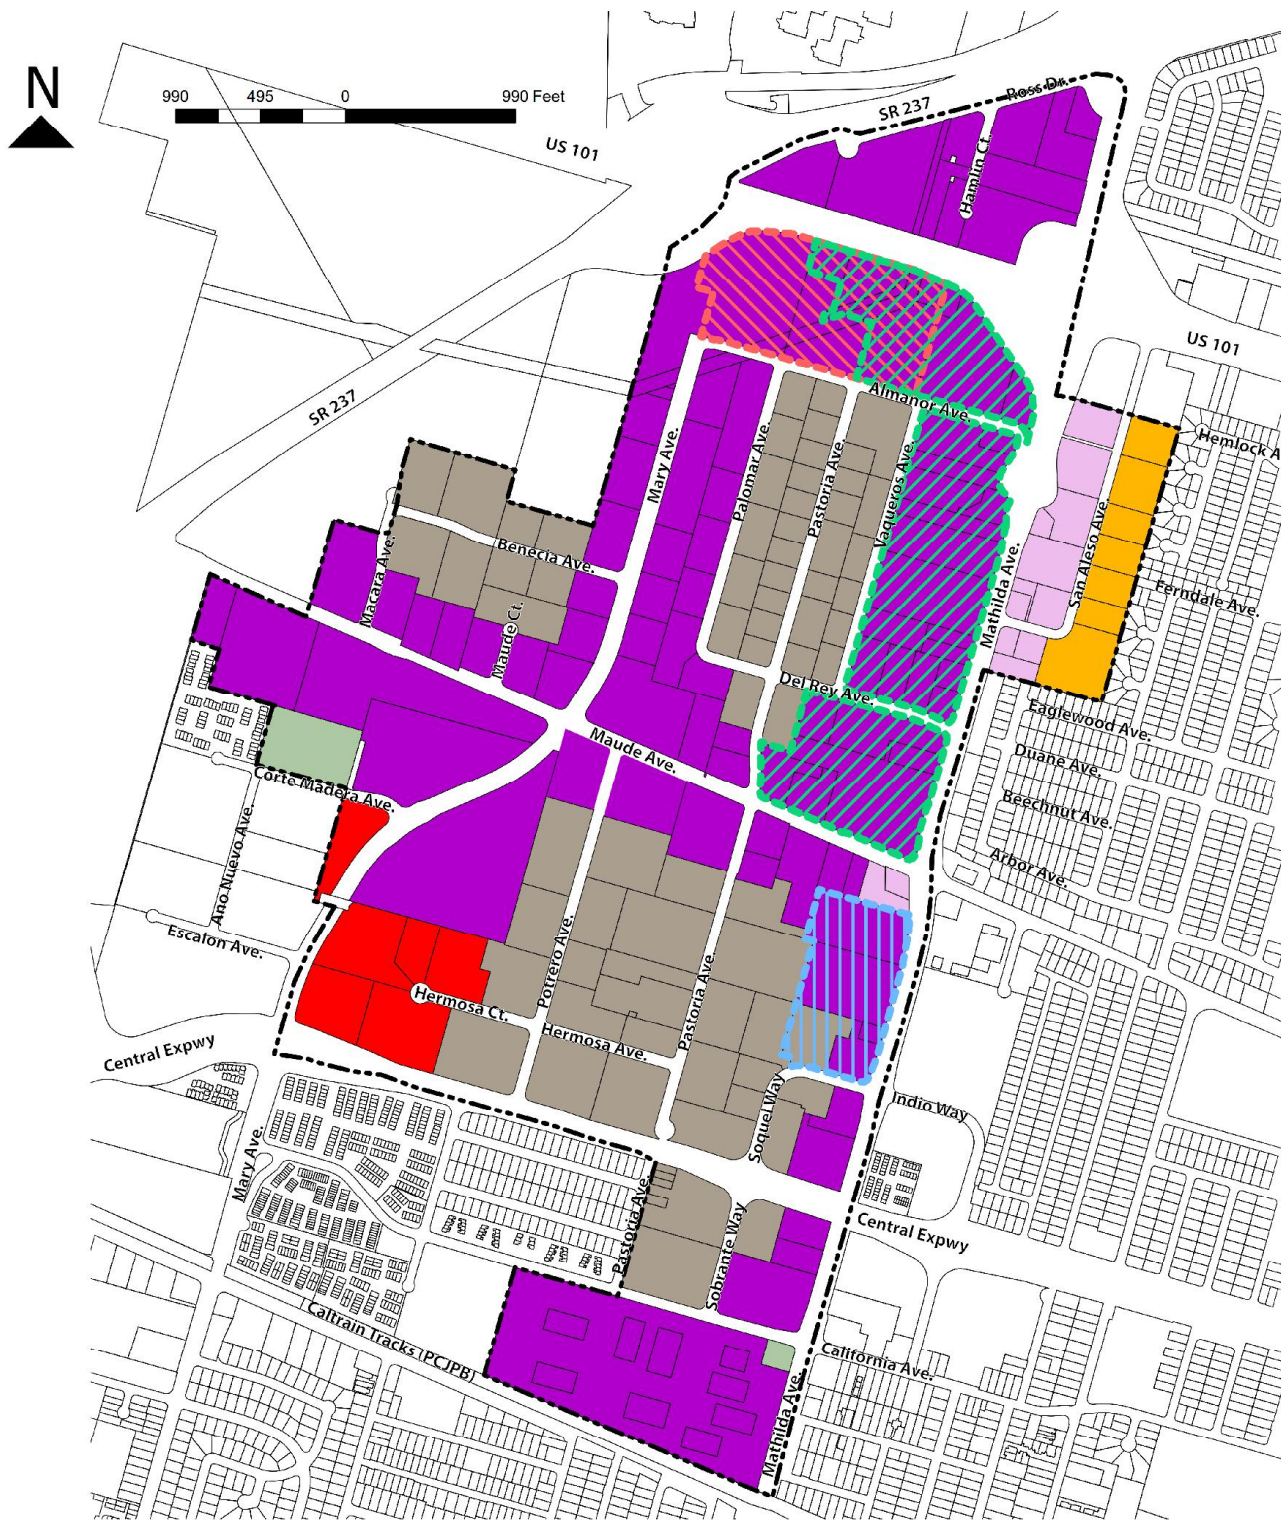 N
990 495 0 990 Feet
US 101
SR 237
Ross Dr.
Hamlin Ct.
US 101
SR 237
Almanor Ave.
Mary Ave.
Palomar Ave.
Pastoria Ave.
Vaqueros Ave.
Hemlock A
San Aleso Ave.
Mathilda Ave.
Ferndale Ave.
Benecia Ave.
Macara Ave.
Maude Ct.
Del Rey Ave.
Eaglewood Ave.
Maude Ave.
Duane Ave.
Corte Madera Ave.
Beechnut Ave.
Ano Nuevo Ave.
Arbor Ave.
Escalon Ave.
Potrero Ave.
Pastoria Ave.
Hermosa Ct.
Hermosa Ave.
Central Expwy
Indio Way
Soquel Way
Mary Ave.
Pastoria Ave.
Sobrante Way
Central Expwy
Caltrain Tracks (PCJPB)
California Ave.
Mathilda Ave.